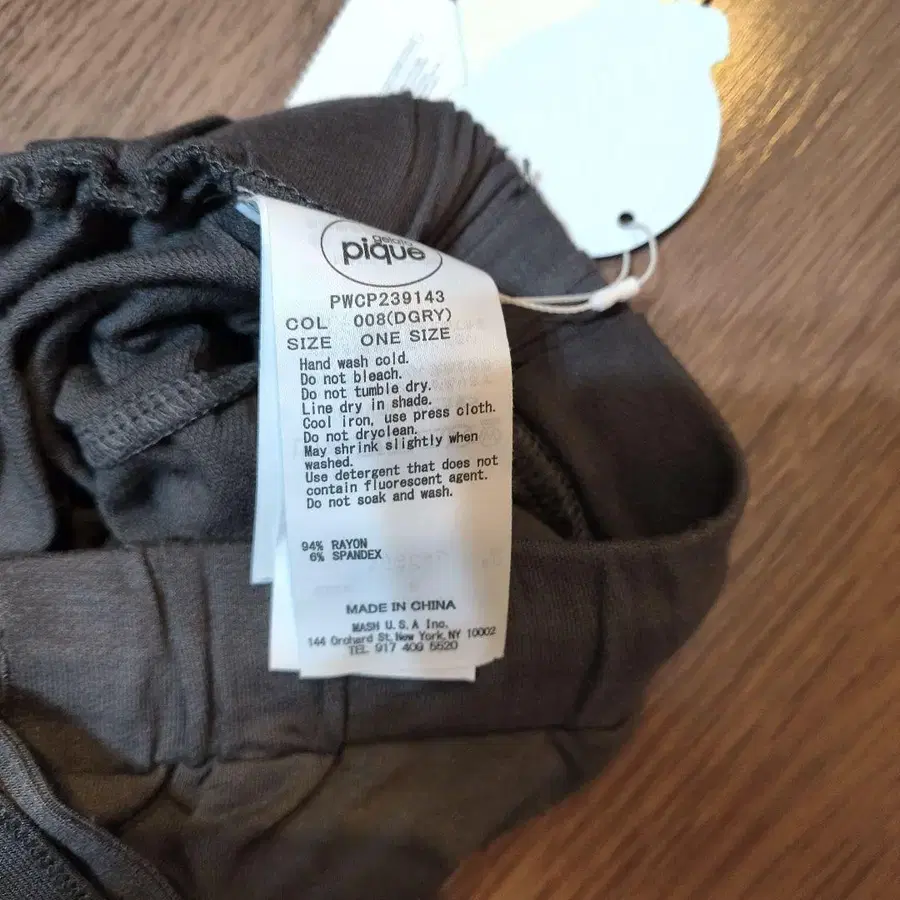 gelato
pique
PWCP239143
COL 008(DGRY)
SIZE ONE SIZE
Hand wash cold.
Do not bleach.
Do not tumble dry.
Line dry in shade.
Cool iron, use press cloth.
Do not dryclean.
May shrink slightly when
washed.
Use detergent that does not
contain fluorescent agent.
Do not soak and wash.
94% RAYON
6% SPANDEX
MADE IN CHINA
MASH U.S.A Inc.
144 Orchard St, New York, NY 10002
TEL 917 409 5520